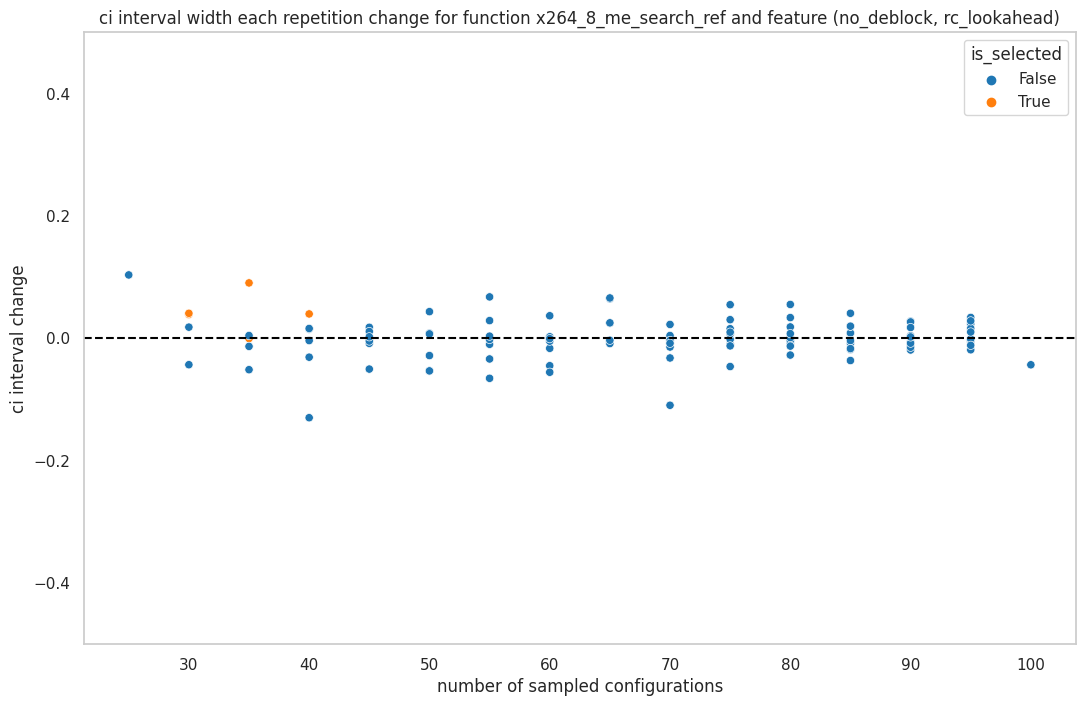 ci interval width each repetition change for function x264_8_me_search_ref and feature (no_deblock, rc_lookahead)
is_selected
False
True
ci interval change
0.4
0.2
0.0
−0.2
−0.4
30 40 50 60 70 80 90 100
number of sampled configurations